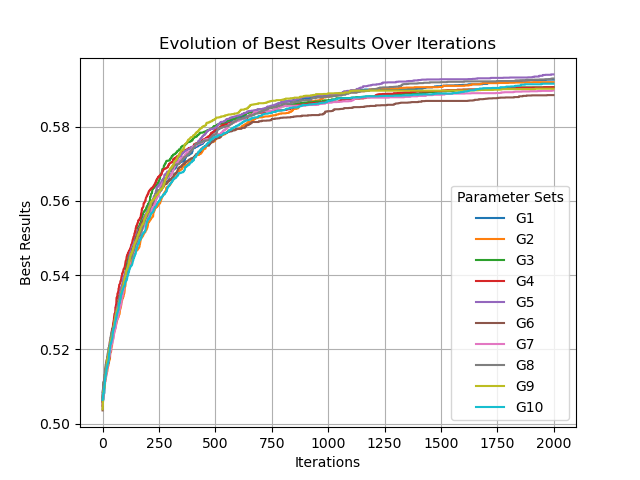 Evolution of Best Results Over Iterations
Best Results
0.58
0.56
0.54
0.52
0.50
Parameter Sets
G1
G2
G3
G4
G5
G6
G7
G8
G9
G10
0 250 500 750 1000 1250 1500 1750 2000
Iterations